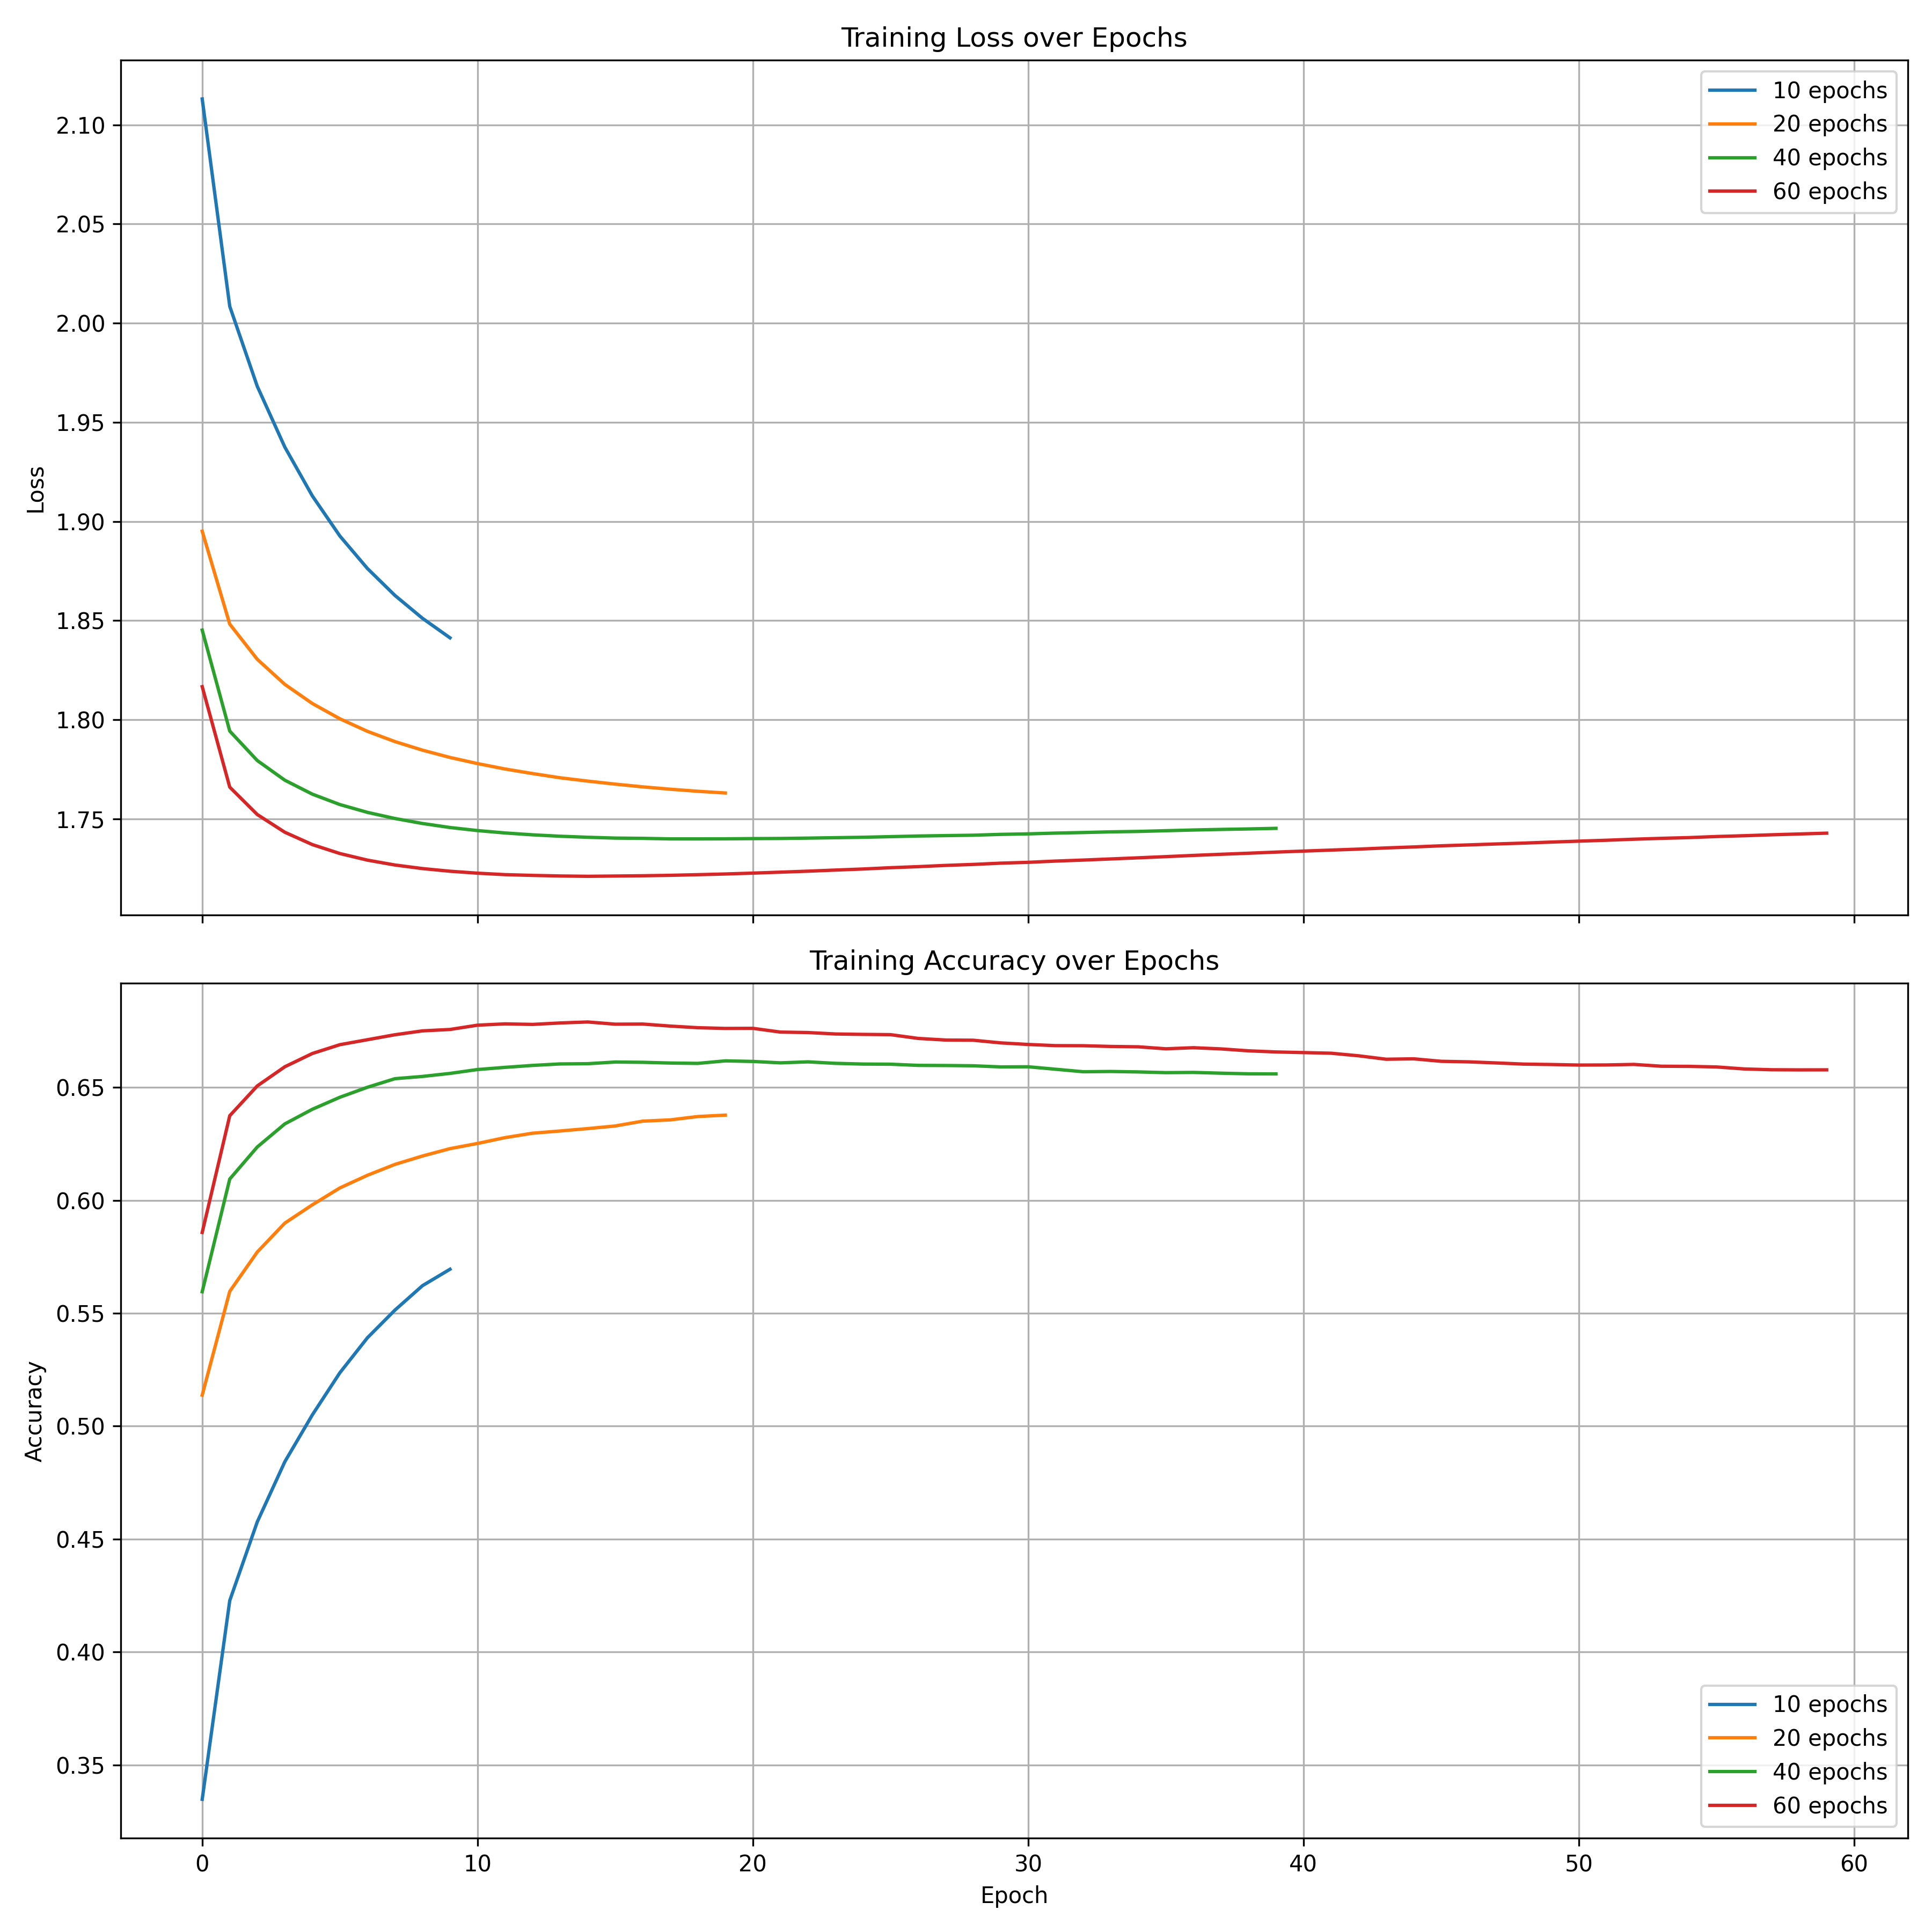 Training Loss over Epochs
2.10
2.05
2.00
1.95
1.90
1.85
1.80
1.75
Loss
10 epochs
20 epochs
40 epochs
60 epochs
Training Accuracy over Epochs
0.65
0.60
0.55
0.50
0.45
0.40
0.35
Accuracy
10 epochs
20 epochs
40 epochs
60 epochs
0 10 20 30 40 50 60
Epoch